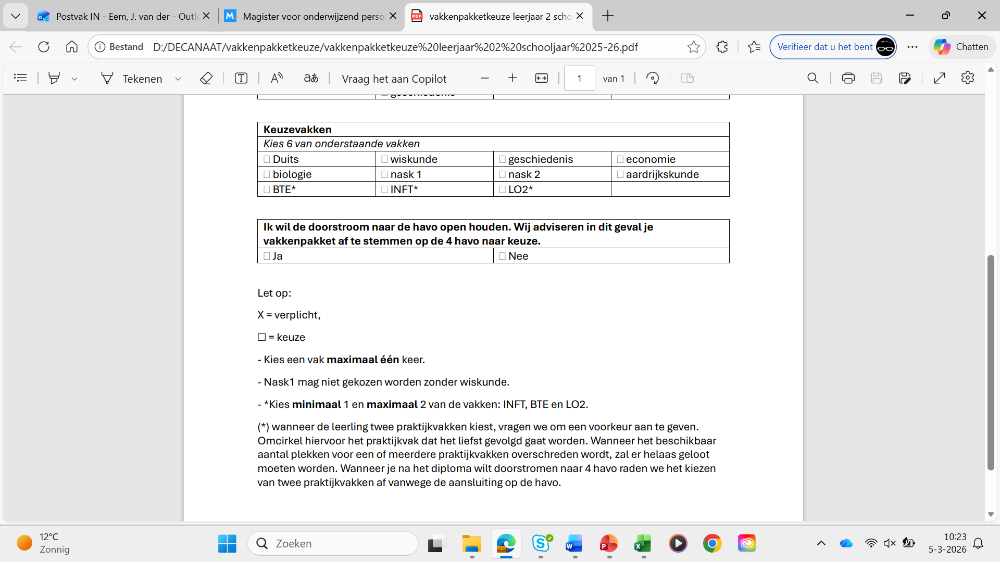 Postvak IN - Eem, J. van der - Outl
Magister voor onderwijzend perso
vakkenpakketkeuze leerjaar 2 scho
Bestand
D:/DECANAAT/vakkenpakketkeuze/vakkenpakketkeuze%20leerjaar%202%20schooljaar%2025-26.pdf
Verifieer dat u het bent
Chatten
Tekenen
Vraag het aan Copilot
1 van 1
geschiedenis
Keuzevakken
Kies 6 van onderstaande vakken
☐ Duits ☐ wiskunde ☐ geschiedenis ☐ economie
☐ biologie ☐ nask 1 ☐ nask 2 ☐ aardrijkskunde
☐ BTE* ☐ INFT* ☐ LO2*
Ik wil de doorstroom naar de havo open houden. Wij adviseren in dit geval je
vakkenpakket af te stemmen op de 4 havo naar keuze.
☐ Ja ☐ Nee
Let op:
X = verplicht,
☐ = keuze
- Kies een vak maximaal één keer.
- Nask1 mag niet gekozen worden zonder wiskunde.
- *Kies minimaal 1 en maximaal 2 van de vakken: INFT, BTE en LO2.
(*) wanneer de leerling twee praktijkvakken kiest, vragen we om een voorkeur aan te geven.
Omcirkel hiervoor het praktijkvak dat het liefst gevolgd gaat worden. Wanneer het beschikbaar
aantal plekken voor een of meerdere praktijkvakken overschreden wordt, zal er helaas geloot
moeten worden. Wanneer je na het diploma wilt doorstromen naar 4 havo raden we het kiezen
van twee praktijkvakken af vanwege de aansluiting op de havo.
12°C
Zonnig
Zoeken
10:23
5-3-2026